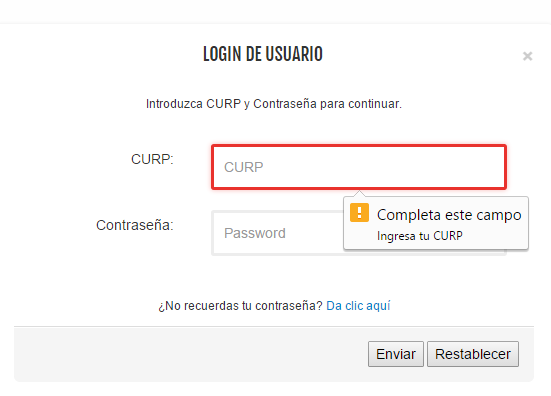 LOGIN DE USUARIO
×
Introduzca CURP y Contraseña para continuar.
CURP:
CURP
Completa este campo
Ingresa tu CURP
Contraseña:
Password
¿No recuerdas tu contraseña? Da clic aquí
Enviar
Restablecer